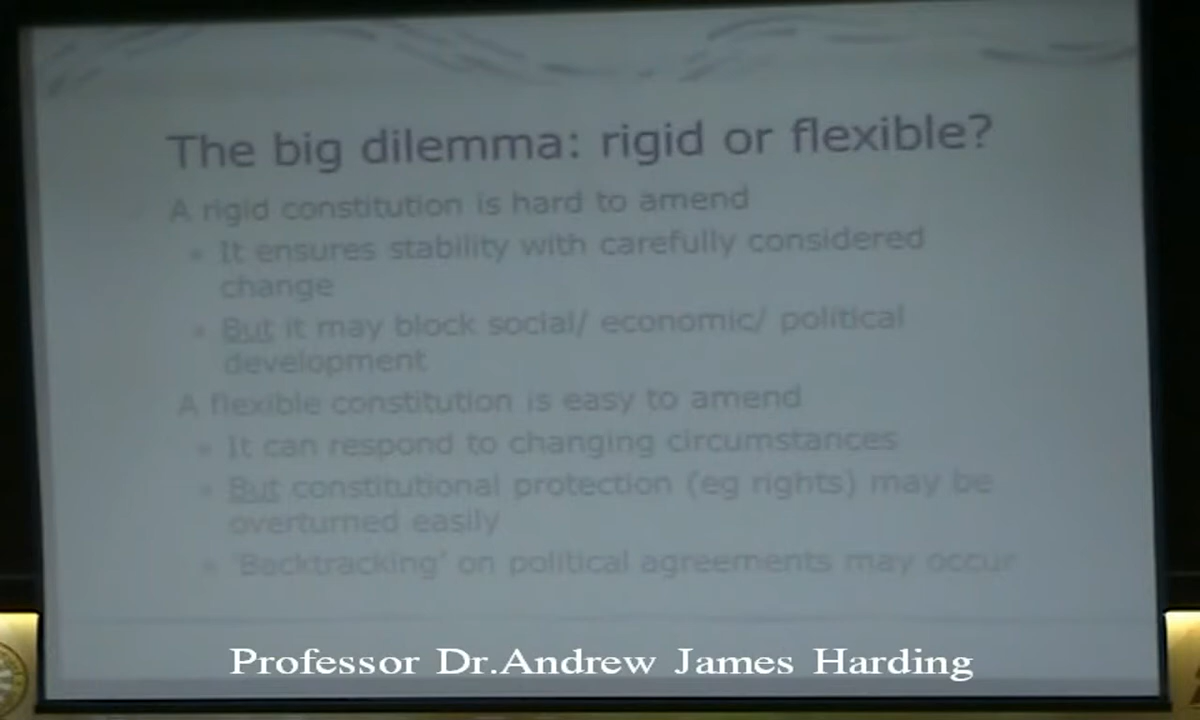 The big dilemma: rigid or flexible?
A rigid constitution is hard to amend
• It ensures stability with carefully considered
change
• But it may block social/ economic/ political
development
A flexible constitution is easy to amend
• It can respond to changing circumstances
• But constitutional protection (eg rights) may be
overturned easily
• 'Backtracking' on political agreements may occur
Professor Dr.Andrew James Harding